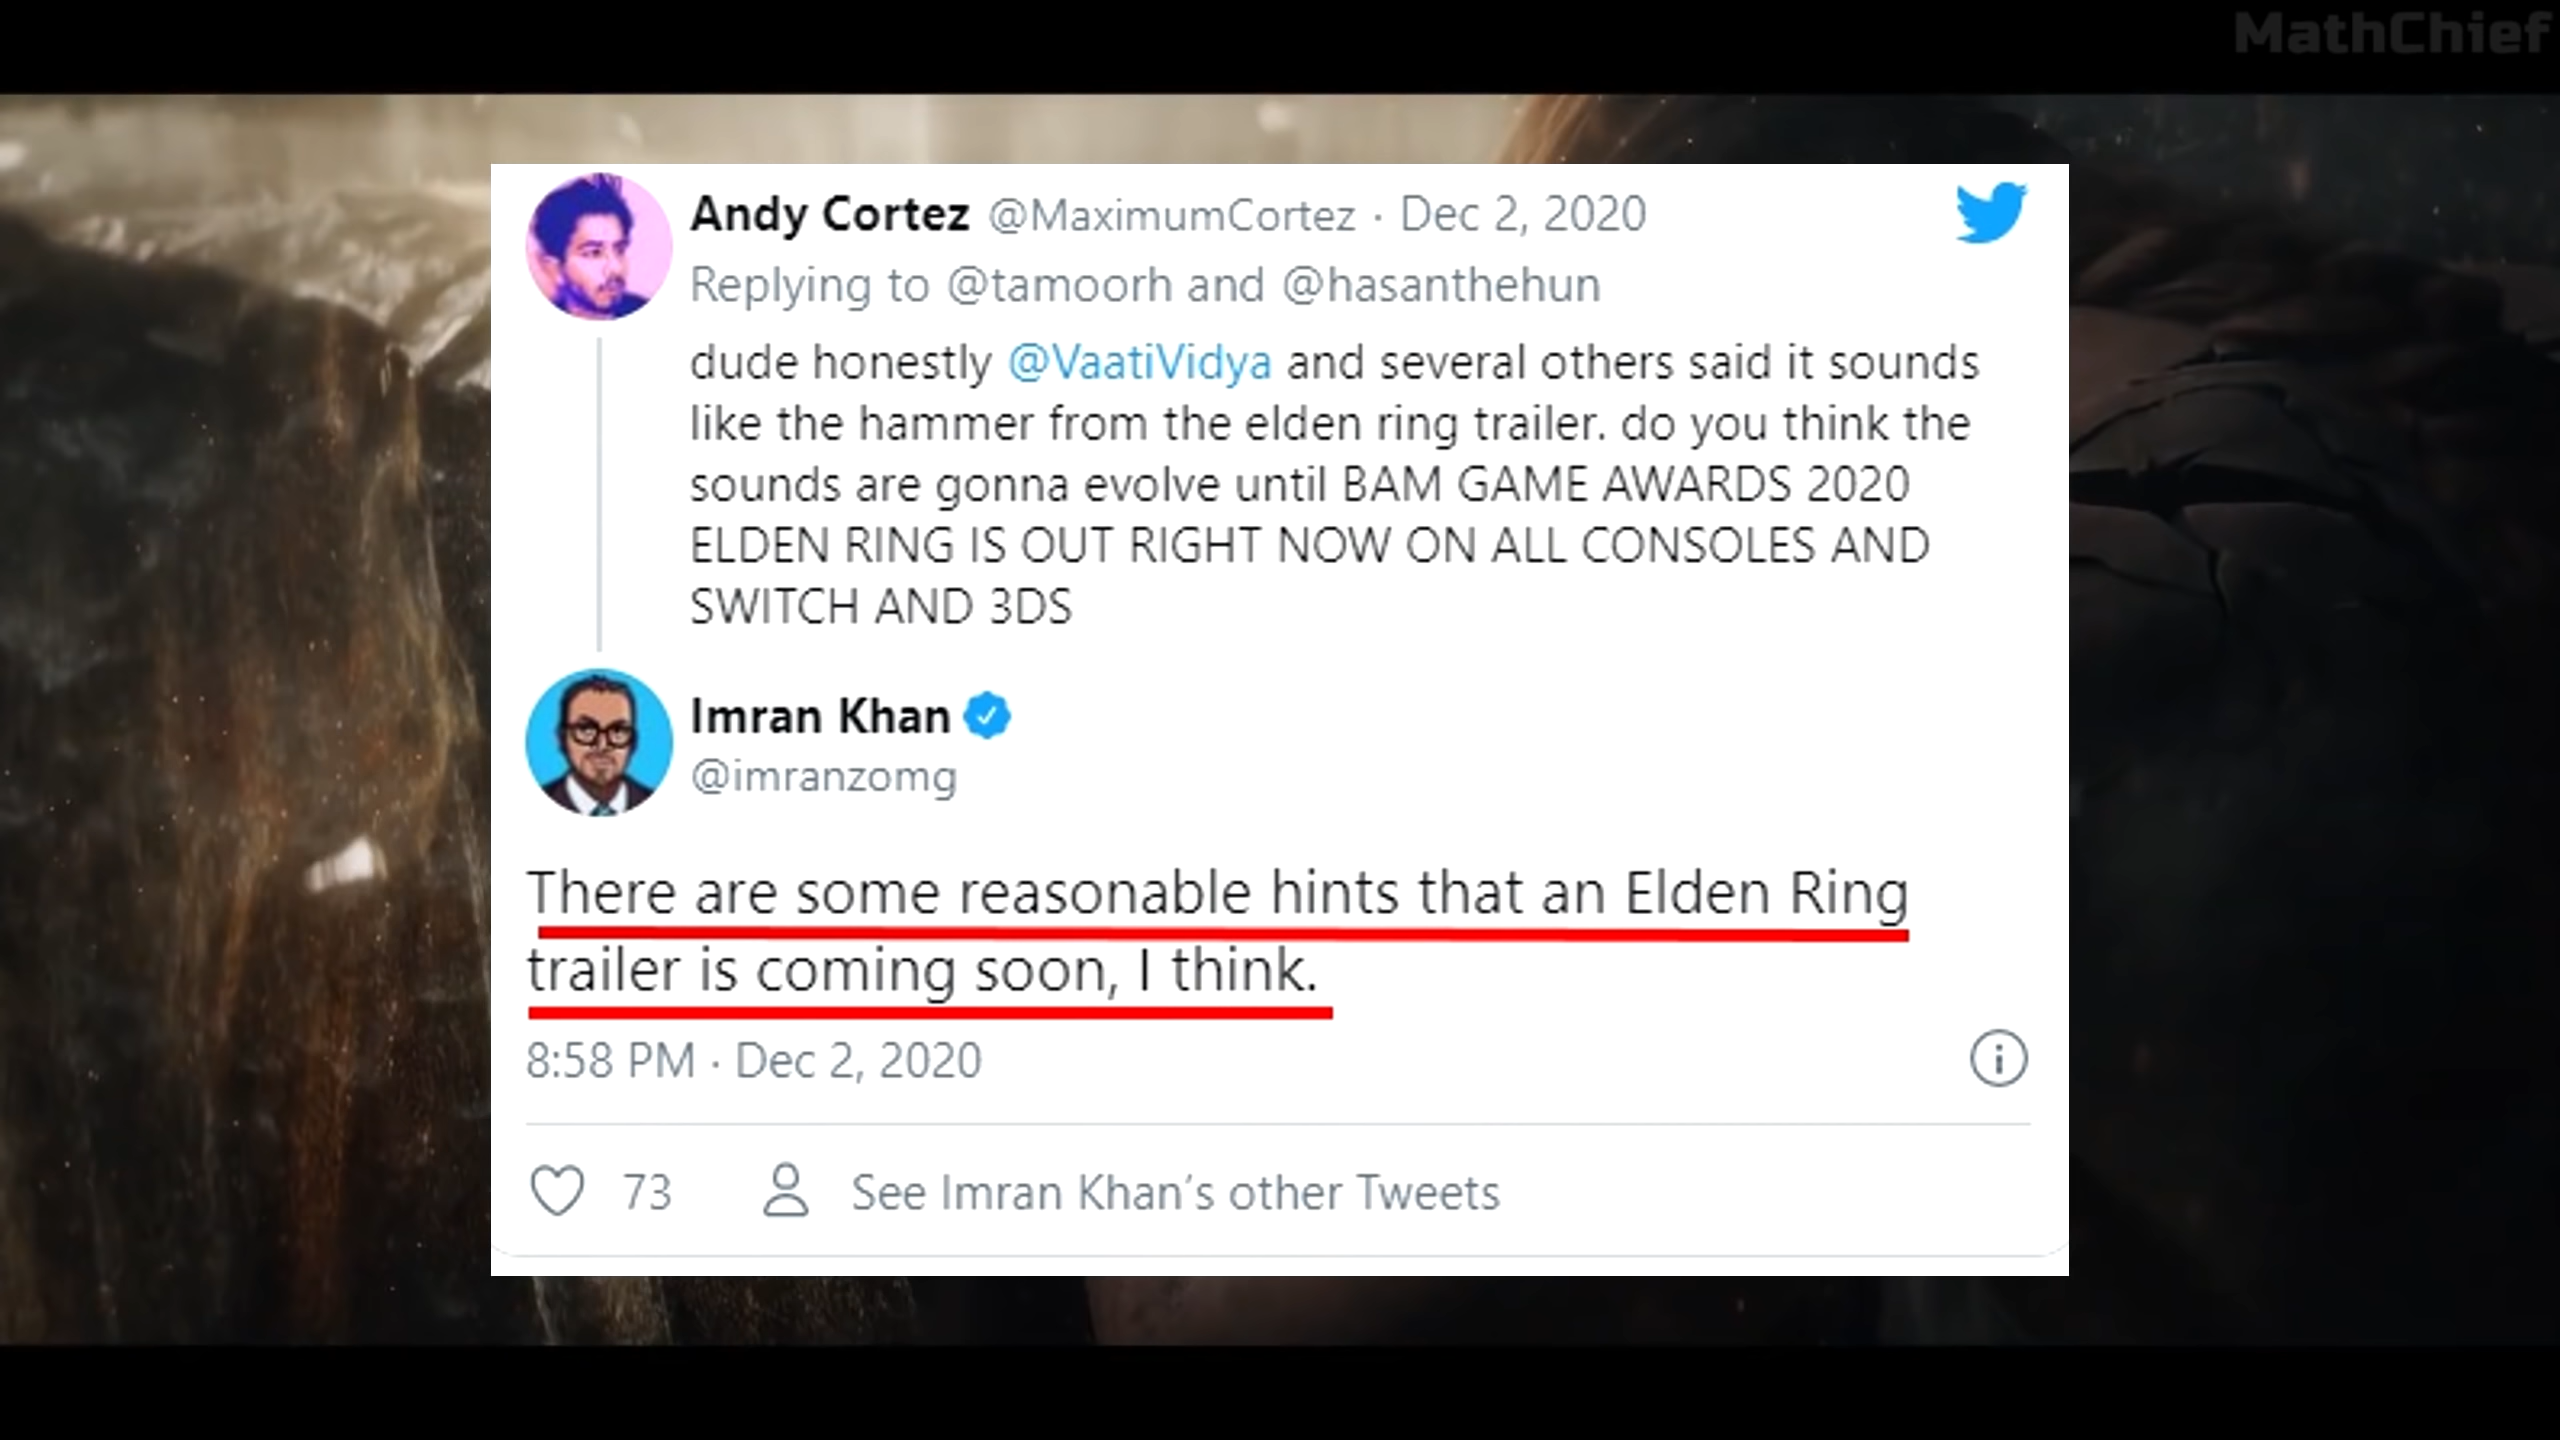 MathChief
Andy Cortez @MaximumCortez · Dec 2, 2020
Replying to @tamoorh and @hasanthehun
dude honestly @VaatiVidya and several others said it sounds
like the hammer from the elden ring trailer. do you think the
sounds are gonna evolve until BAM GAME AWARDS 2020
ELDEN RING IS OUT RIGHT NOW ON ALL CONSOLES AND
SWITCH AND 3DS
Imran Khan
@imranzomg
There are some reasonable hints that an Elden Ring
trailer is coming soon, I think.
8:58 PM · Dec 2, 2020
73 See Imran Khan's other Tweets